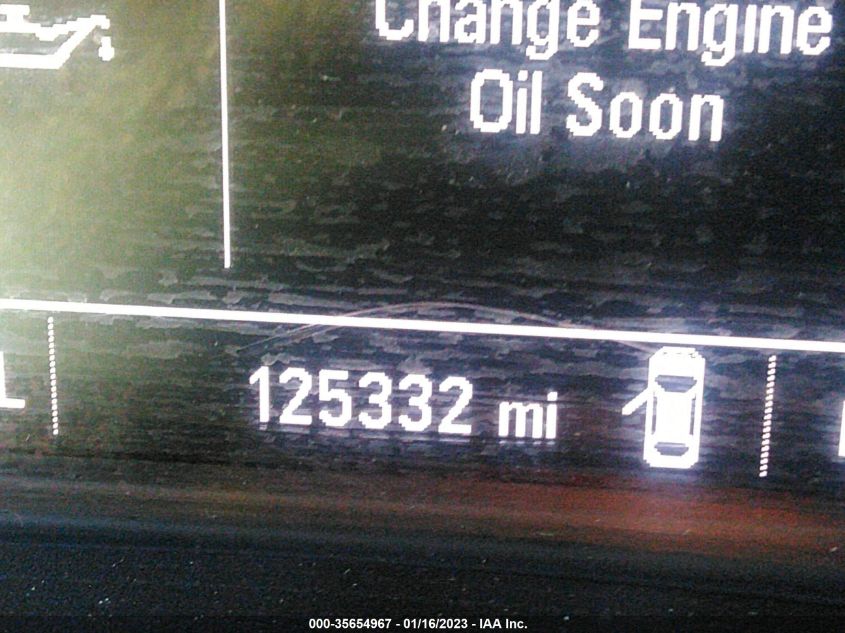 Change Engine
Oil Soon
125332 mi
000-35654967 - 01/16/2023 - IAA Inc.